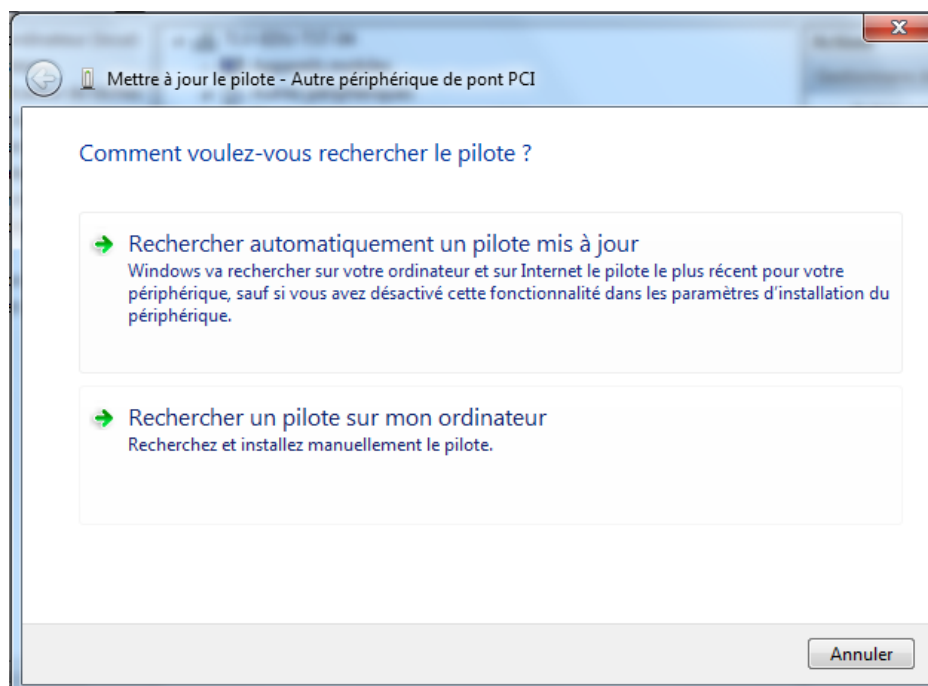 Mettre à jour le pilote - Autre périphérique de pont PCI
Comment voulez-vous rechercher le pilote ?
Rechercher automatiquement un pilote mis à jour
Windows va rechercher sur votre ordinateur et sur Internet le pilote le plus récent pour votre
périphérique, sauf si vous avez désactivé cette fonctionnalité dans les paramètres d'installation du
périphérique.
Rechercher un pilote sur mon ordinateur
Recherchez et installez manuellement le pilote.
Annuler